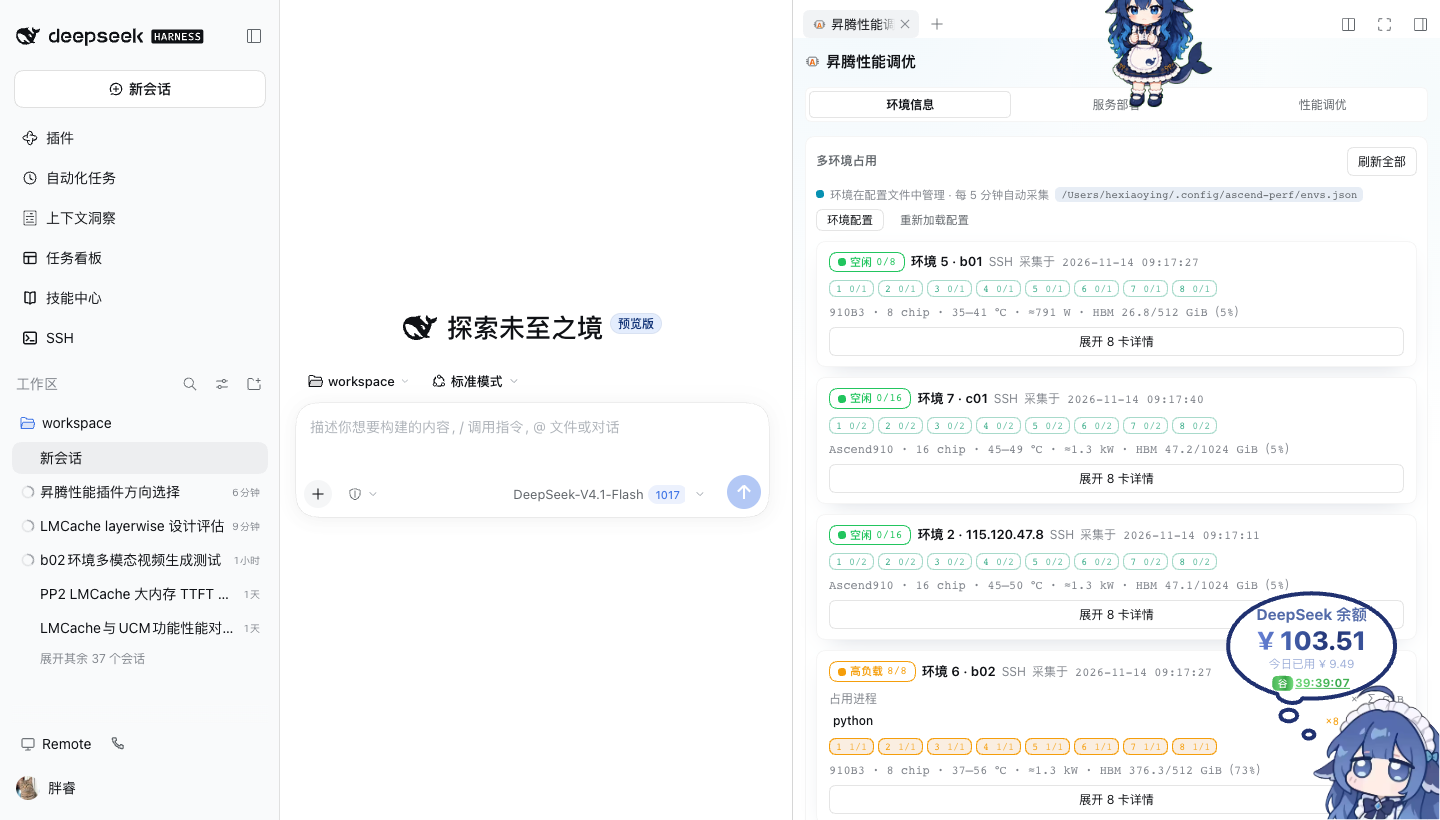 deepseek HARNESS
新会话
插件
自动化任务
上下文洞察
任务看板
技能中心
SSH
工作区
workspace
新会话
昇腾性能插件方向选择 6分钟
LMCache layerwise 设计评估 9分钟
b02环境多模态视频生成测试 1小时
PP2 LMCache 大内存 TTFT ... 1天
LMCache与UCM功能性能对... 1天
展开其余 37 个会话
Remote
胖睿
探索未至之境 预览版
workspace 标准模式
描述你想要构建的内容, / 调用指令, @ 文件或对话
DeepSeek-V4.1-Flash 1017
昇腾性能调
昇腾性能调优
环境信息 服务部署 性能调优
多环境占用 刷新全部
环境在配置文件中管理 · 每 5 分钟自动采集 /Users/hexiaoying/.config/ascend-perf/envs.json
环境配置 重新加载配置
空闲 0/8 环境 5 · b01 SSH 采集于 2026-11-14 09:17:27
1 0/1 2 0/1 3 0/1 4 0/1 5 0/1 6 0/1 7 0/1 8 0/1
910B3 · 8 chip · 35—41 ℃ · ≈791 W · HBM 26.8/512 GiB (5%)
展开 8 卡详情
空闲 0/16 环境 7 · c01 SSH 采集于 2026-11-14 09:17:40
1 0/2 2 0/2 3 0/2 4 0/2 5 0/2 6 0/2 7 0/2 8 0/2
Ascend910 · 16 chip · 45—49 ℃ · ≈1.3 kW · HBM 47.2/1024 GiB (5%)
展开 8 卡详情
空闲 0/16 环境 2 · 115.120.47.8 SSH 采集于 2026-11-14 09:17:11
1 0/2 2 0/2 3 0/2 4 0/2 5 0/2 6 0/2 7 0/2 8 0/2
Ascend910 · 16 chip · 45—50 ℃ · ≈1.3 kW · HBM 47.1/1024 GiB (5%)
展开 8 卡详情
高负载 8/8 环境 6 · b02 SSH 采集于 2026-11-14 09:17:27
占用进程
python ×8
1 1/1 2 1/1 3 1/1 4 1/1 5 1/1 6 1/1 7 1/1 8 1/1
910B3 · 8 chip · 37—56 ℃ · ≈1.3 kW · HBM 376.3/512 GiB (73%)
展开 8 卡详情
DeepSeek 余额
¥ 103.51
今日已用 ¥ 9.49
谷 39:39:07